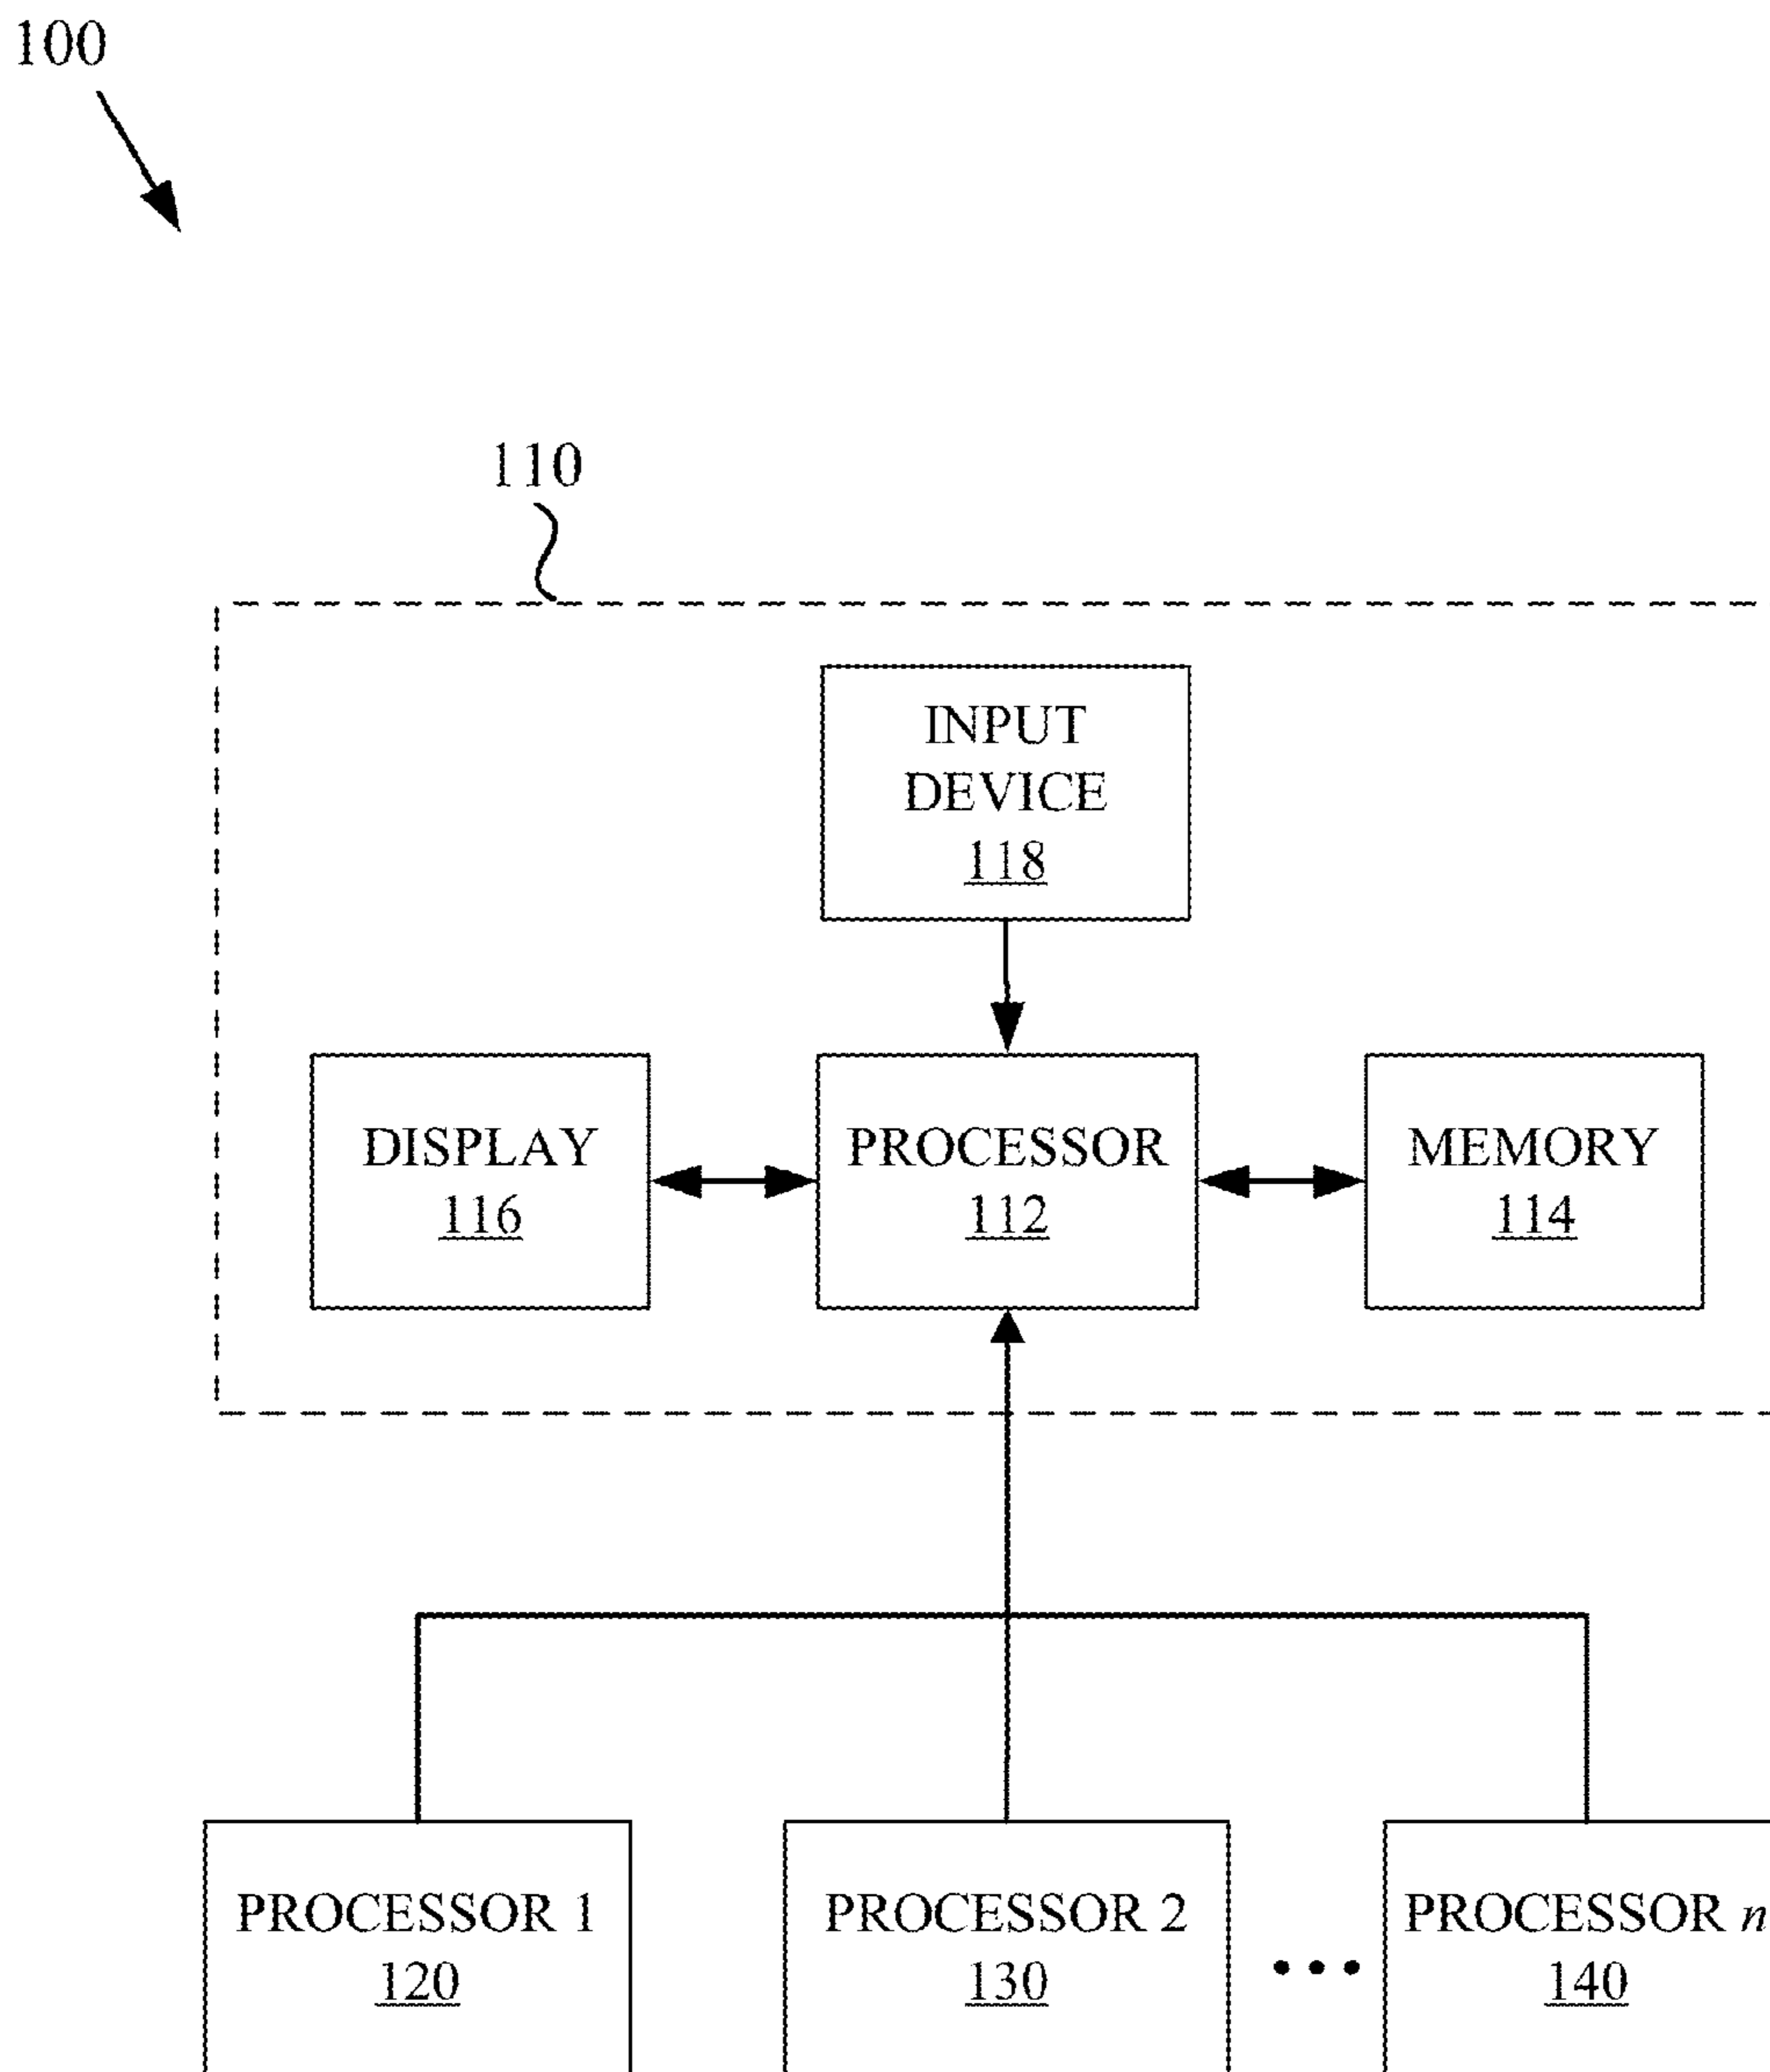 100
110
INPUT
DEVICE
118
DISPLAY
116
PROCESSOR
112
MEMORY
114
PROCESSOR 1
120
PROCESSOR 2
130
•••
PROCESSOR n
140